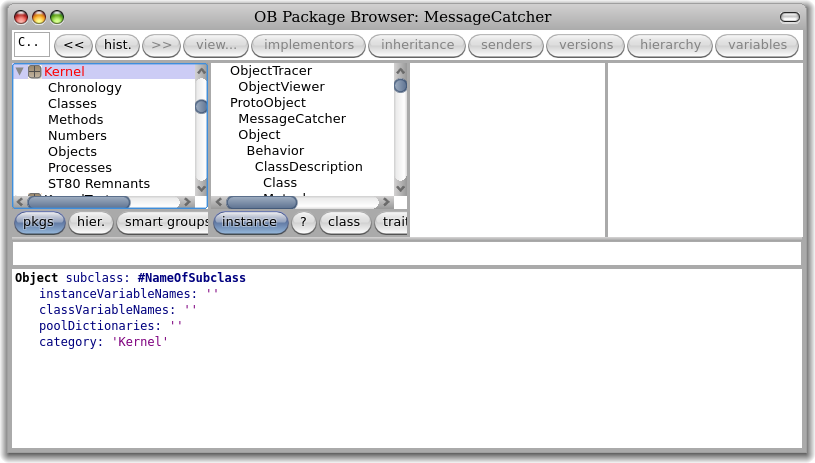 OB Package Browser: MessageCatcher
C.. << hist. >> view... implementors inheritance senders versions hierarchy variables
Kernel
Chronology
Classes
Methods
Numbers
Objects
Processes
ST80 Remnants
ObjectTracer
ObjectViewer
ProtoObject
MessageCatcher
Object
Behavior
ClassDescription
Class
pkgs hier. smart groups instance ? class trait
Object subclass: #NameOfSubclass
instanceVariableNames: ''
classVariableNames: ''
poolDictionaries: ''
category: 'Kernel'